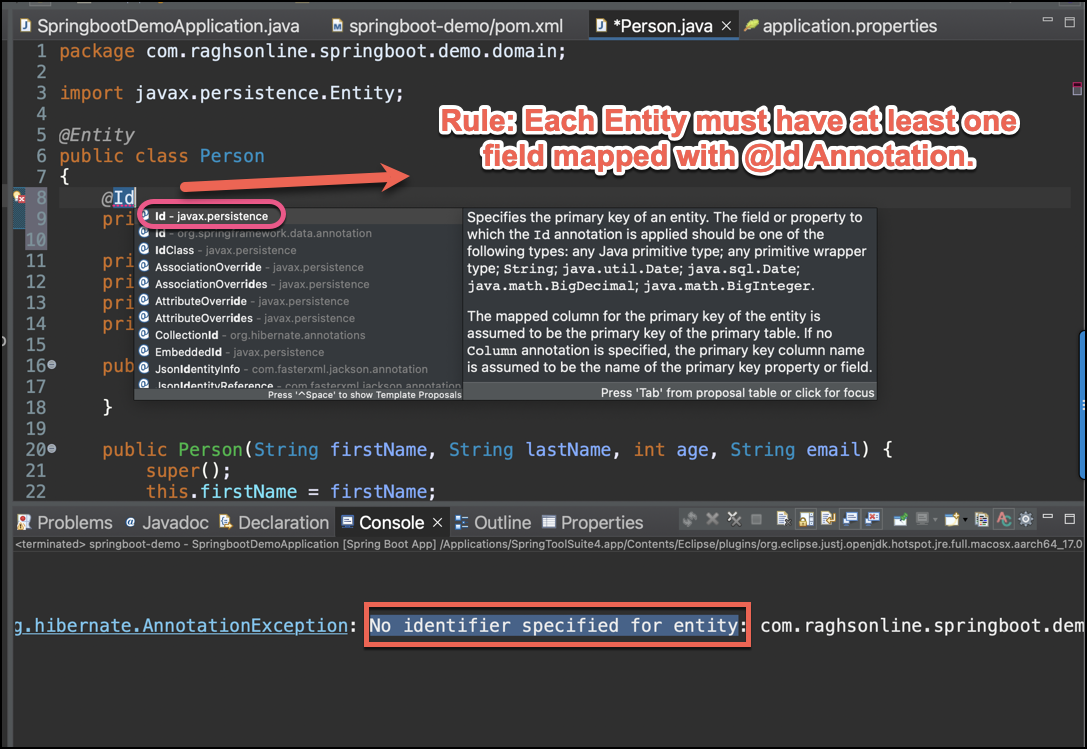 SpringbootDemoApplication.java springboot-demo/pom.xml *Person.java application.properties
1 package com.raghsonline.springboot.demo.domain;
2
3 import javax.persistence.Entity;
4
Rule: Each Entity must have at least one
field mapped with @Id Annotation.
5 @Entity
6 public class Person
7 {
8 @Id
9 pri
10
11 pri
12 pri
13 pri
14 pri
15
16 pub
17
18 }
19
20 public Person(String firstName, String lastName, int age, String email) {
21 super();
22 this.firstName = firstName;
Id - javax.persistence
Id - org.springframework.data.annotation
IdClass - javax.persistence
AssociationOverride - javax.persistence
AssociationOverrides - javax.persistence
AttributeOverride - javax.persistence
AttributeOverrides - javax.persistence
CollectionId - org.hibernate.annotations
EmbeddedId - javax.persistence
JsonIdentityInfo - com.fasterxml.jackson.annotation
JsonIdentityReference - com.fasterxml.jackson.annotation
Press '^Space' to show Template Proposals
Specifies the primary key of an entity. The field or property to
which the Id annotation is applied should be one of the
following types: any Java primitive type; any primitive wrapper
type; String; java.util.Date; java.sql.Date;
java.math.BigDecimal; java.math.BigInteger.
The mapped column for the primary key of the entity is
assumed to be the primary key of the primary table. If no
Column annotation is specified, the primary key column name
is assumed to be the name of the primary key property or field.
Press 'Tab' from proposal table or click for focus
Problems Javadoc Declaration Console Outline Properties
<terminated> springboot-demo - SpringbootDemoApplication [Spring Boot App] /Applications/SpringToolSuite4.app/Contents/Eclipse/plugins/org.eclipse.justj.openjdk.hotspot.jre.full.macosx.aarch64_17.0
g.hibernate.AnnotationException: No identifier specified for entity: com.raghsonline.springboot.dem